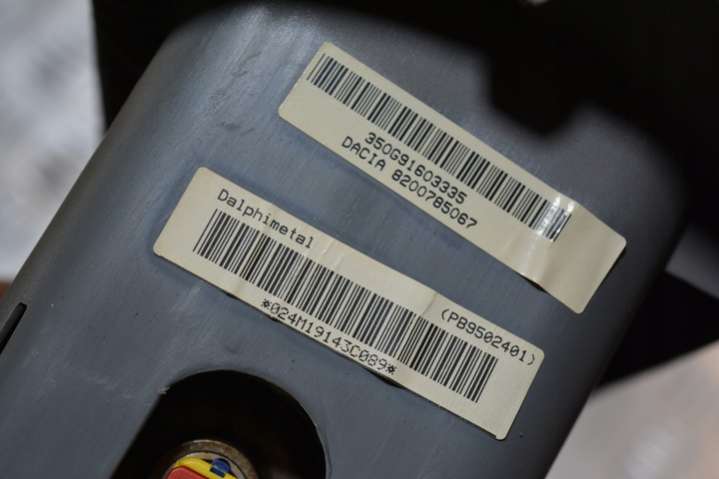 350G91603335
DACIA 8200785067
Dalphimetal
(PB9502401)
*024M19143C089*